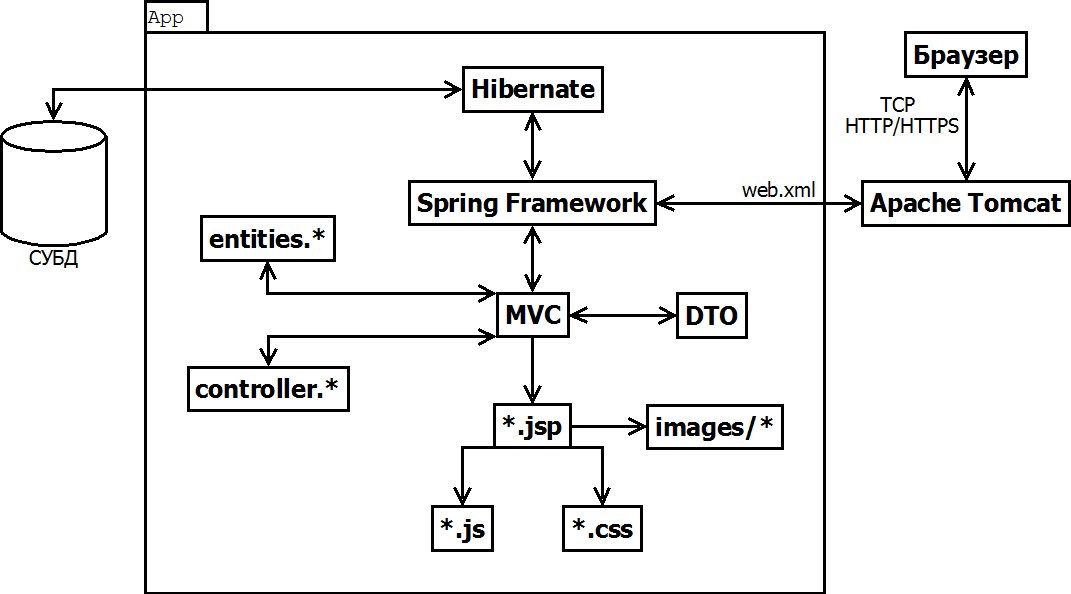 App
Браузер
Hibernate
TCP
HTTP/HTTPS
web.xml
Spring Framework
Apache Tomcat
entities.*
СУБД
MVC
DTO
controller.*
*.jsp
images/*
*.js
*.css